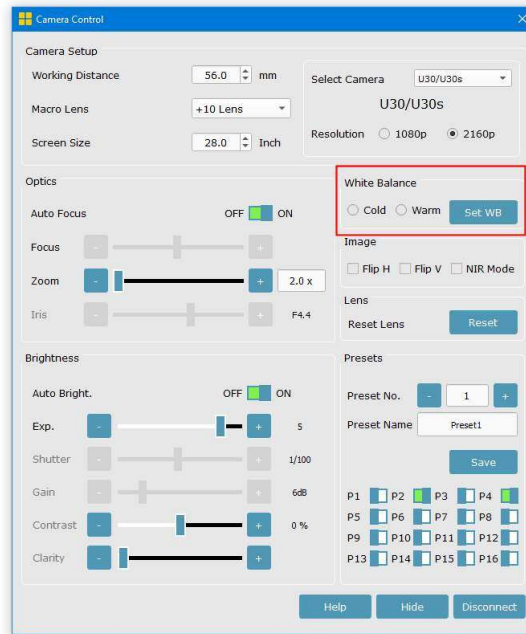 Camera Control
Camera Setup
Working Distance 56.0 mm
Macro Lens +10 Lens
Screen Size 28.0 Inch
Select Camera U30/U30s
U30/U30s
Resolution 1080p 2160p
Optics
Auto Focus OFF ON
Focus - +
Zoom - + 2.0 x
Iris - + F4.4
White Balance
Cold Warm Set WB
Image
Flip H Flip V NIR Mode
Lens
Reset Lens Reset
Brightness
Auto Bright. OFF ON
Exp. - + 5
Shutter - + 1/100
Gain - + 6dB
Contrast - + 0 %
Clarity - +
Presets
Preset No. - 1 +
Preset Name Preset1
Save
P1 P2 P3 P4
P5 P6 P7 P8
P9 P10 P11 P12
P13 P14 P15 P16
Help Hide Disconnect